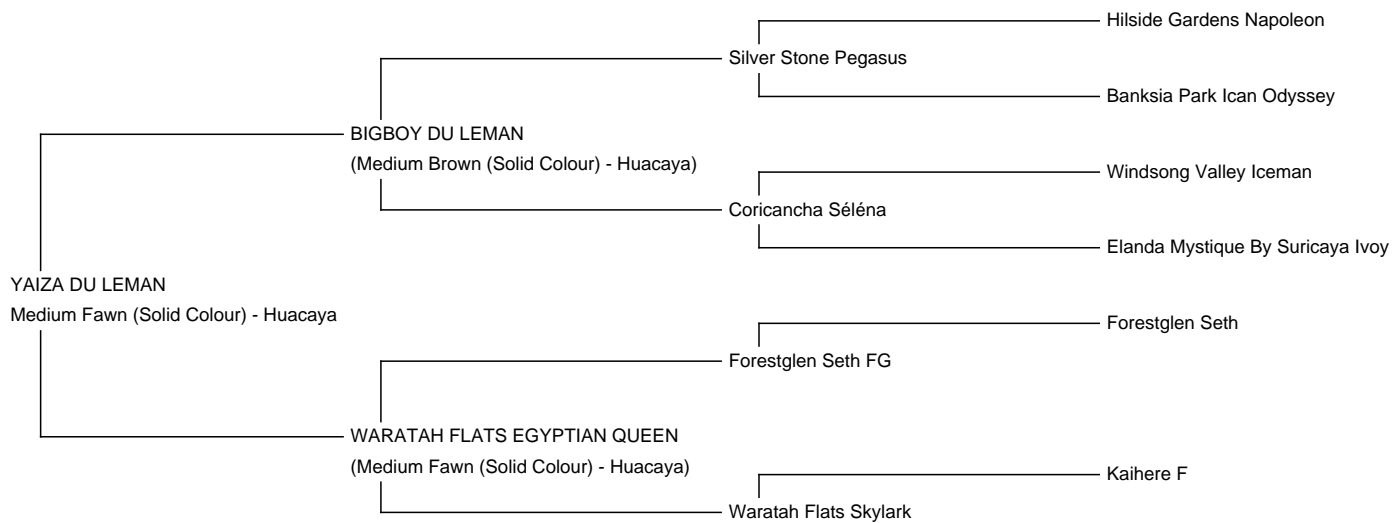 Hilside Gardens Napoleon
Silver Stone Pegasus
Banksia Park Ican Odyssey
BIGBOY DU LEMAN
(Medium Brown (Solid Colour) - Huacaya)
Windsong Valley Iceman
Coricancha Séléna
Elanda Mystique By Suricaya Ivoy
YAIZA DU LEMAN
Medium Fawn (Solid Colour) - Huacaya
Forestglen Seth
Forestglen Seth FG
WARATAH FLATS EGYPTIAN QUEEN
(Medium Fawn (Solid Colour) - Huacaya)
Kaihere F
Waratah Flats Skylark